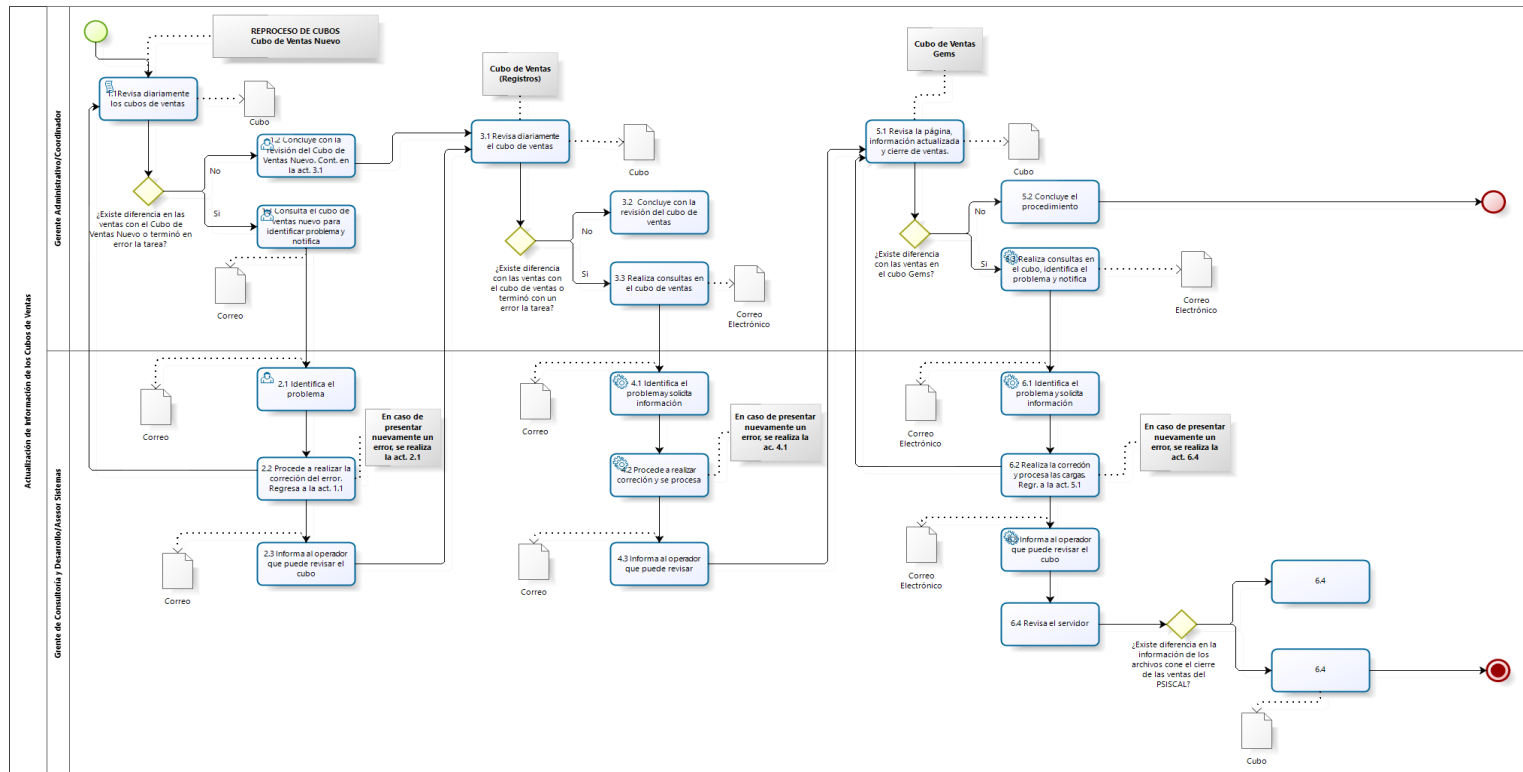 Actualización de Información de los Cubos de Ventas
Gerente Administrativo/Coordinador
REPROCESO DE CUBOS
Cubo de Ventas Nuevo
1.1Revisa diariamente
los cubos de ventas
Cubo
¿Existe diferencia en las
ventas con el Cubo de
Ventas Nuevo o terminó en
error la tarea?
No
Si
Concluye con la
revisión del Cubo de
Ventas Nuevo. Cont. en
la act. 3.1
Consulta el cubo de
ventas nuevo para
identificar problema y
notifica
Correo
Cubo de Ventas
(Registros)
3.1 Revisa diariamente
el cubo de ventas
Cubo
¿Existe diferencia
con las ventas con
el cubo de ventas o
terminó con un
error la tarea?
No
Si
3.2 Concluye con la
revisión del cubo de
ventas
3.3 Realiza consultas en
el cubo de ventas
Correo
Electrónico
Cubo de Ventas
Gems
5.1 Revisa la página,
información actualizada
y cierre de ventas.
Cubo
¿Existe diferencia
con las ventas en
el cubo Gems?
No
Si
5.2 Concluye el
procedimiento
Realiza consultas en
el cubo, identifica el
problema y notifica
Correo
Electrónico
Grente de Consultoría y Desarrollo/Asesor Sistemas
2.1 Identifica el
problema
Correo
En caso de
presentar
nuevamente un
error, se realiza
la act. 2.1
2.2 Procede a realizar la
correción del error.
Regresa a la act. 1.1
2.3 Informa al operador
que puede revisar el
cubo
Correo
4.1 Identifica el
problema y solicita
información
Correo
En caso de presentar
nuevamente un
error, se realiza la
ac. 4.1
4.2 Procede a realizar
correción y se procesa
4.3 Informa al operador
que puede revisar
Correo
6.1 Identifica el
problema y solicita
información
Correo
Electrónico
En caso de presentar
nuevamente un
error, se realiza la
act. 6.4
6.2 Realiza la corredón
y procesa las cargas.
Regr. a la act. 5.1
Informa al operador
que puede revisar el
cubo
Correo
Electrónico
6.4 Revisa el servidor
¿Existe diferencia en la
información de los
archivos cone el cierre
de las ventas del
PSISCAL?
6.4
6.4
Cubo